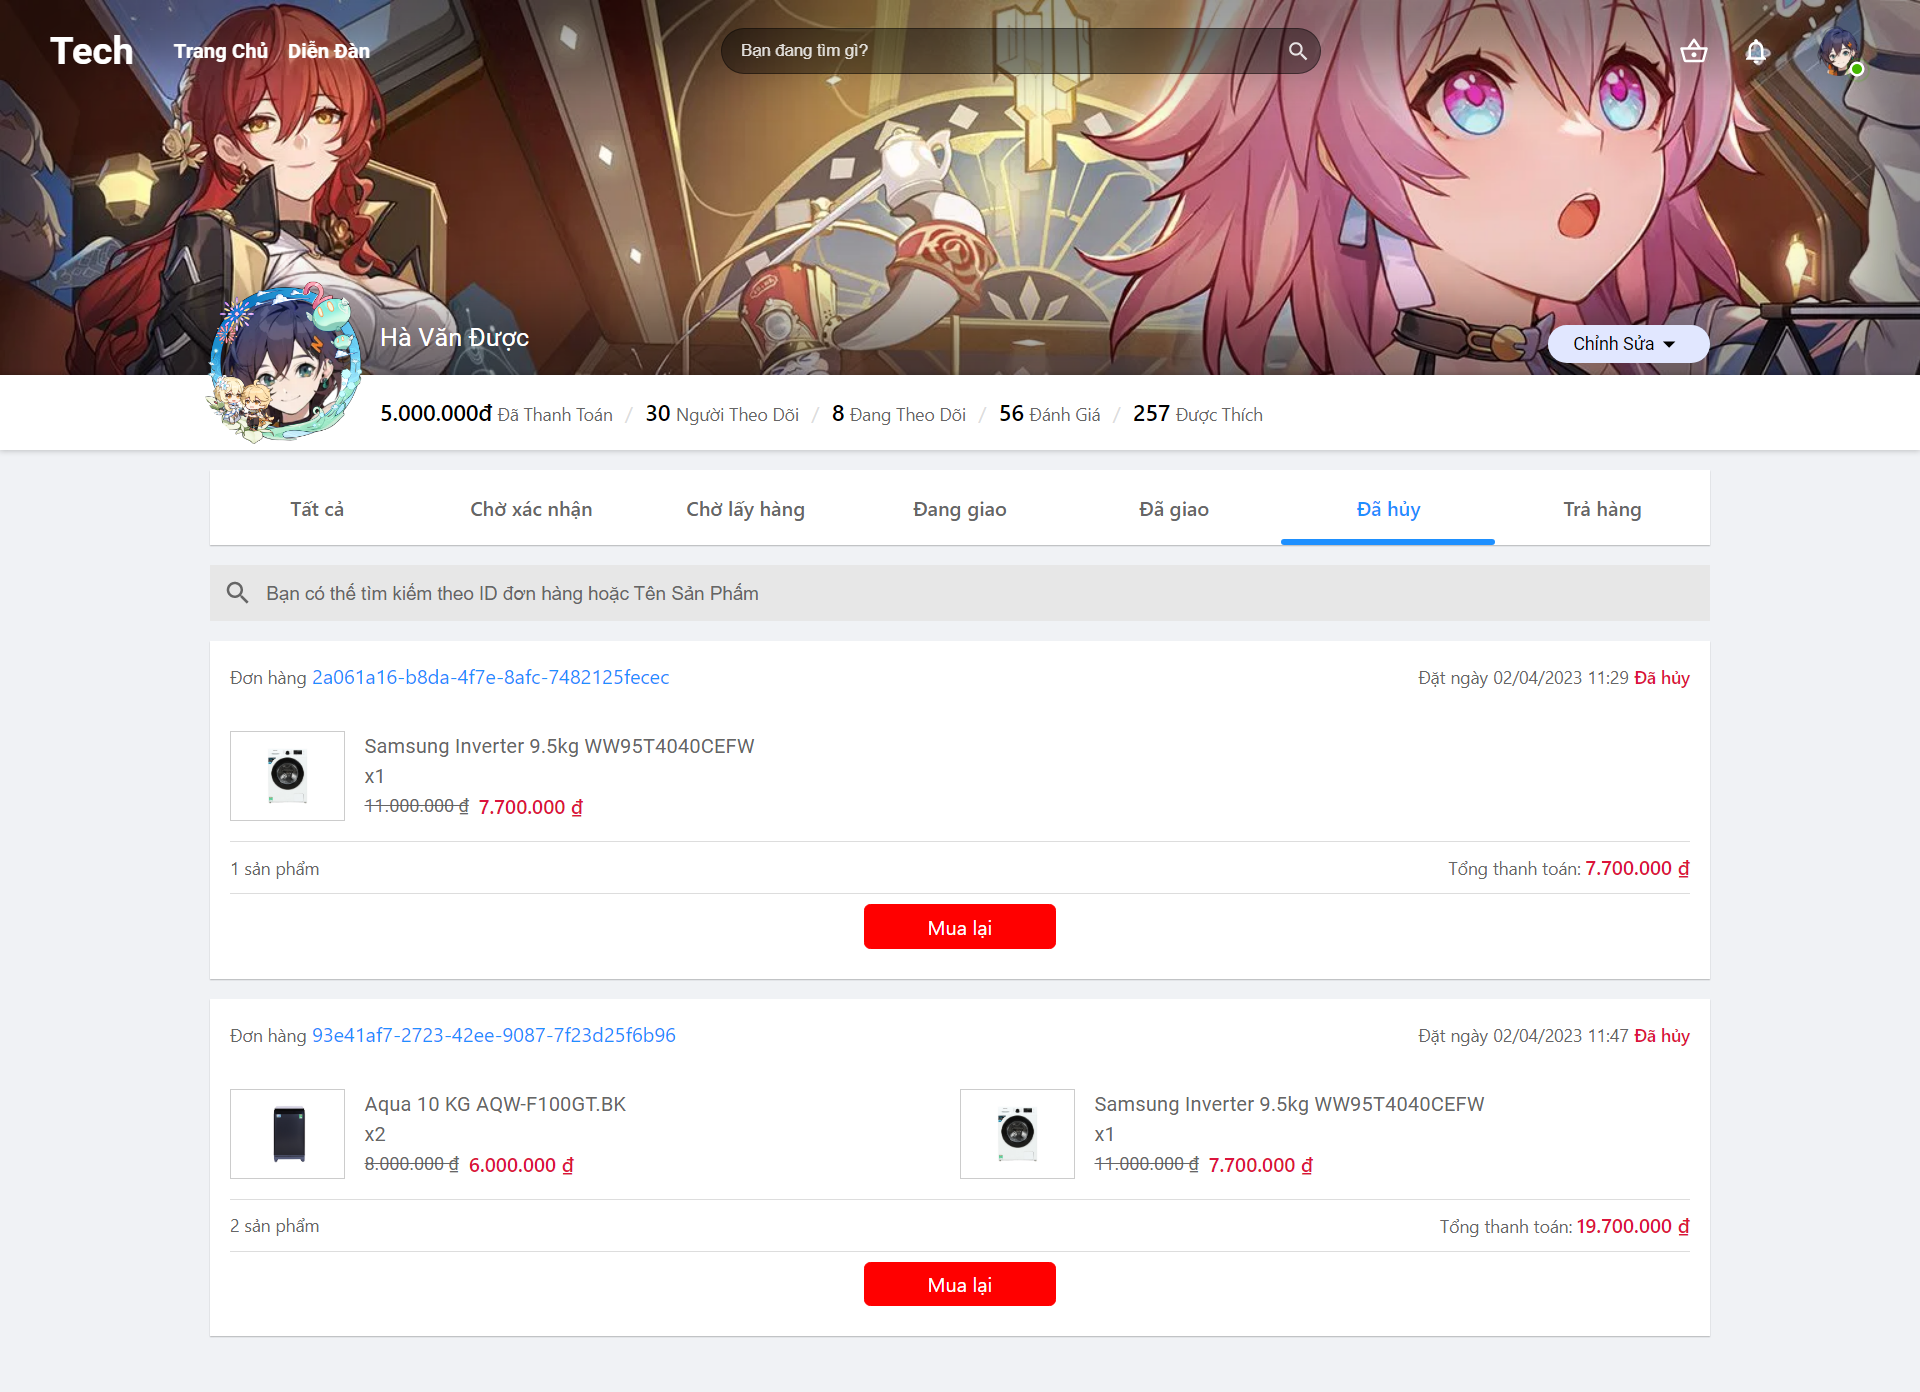 Tech Trang Chủ Diễn Đàn Bạn đang tìm gì?
Hà Văn Được
Chỉnh Sửa
5.000.000đ Đã Thanh Toán / 30 Người Theo Dõi / 8 Đang Theo Dõi / 56 Đánh Giá / 257 Được Thích
Tất cả Chờ xác nhận Chờ lấy hàng Đang giao Đã giao Đã hủy Trả hàng
Bạn có thể tìm kiếm theo ID đơn hàng hoặc Tên Sản Phẩm
Đơn hàng 2a061a16-b8da-4f7e-8afc-7482125fecec Đặt ngày 02/04/2023 11:29 Đã hủy
Samsung Inverter 9.5kg WW95T4040CEFW
x1
11.000.000 ₫ 7.700.000 ₫
1 sản phẩm Tổng thanh toán: 7.700.000 ₫
Mua lại
Đơn hàng 93e41af7-2723-42ee-9087-7f23d25f6b96 Đặt ngày 02/04/2023 11:47 Đã hủy
Aqua 10 KG AQW-F100GT.BK
x2
8.000.000 ₫ 6.000.000 ₫
Samsung Inverter 9.5kg WW95T4040CEFW
x1
11.000.000 ₫ 7.700.000 ₫
2 sản phẩm Tổng thanh toán: 19.700.000 ₫
Mua lại